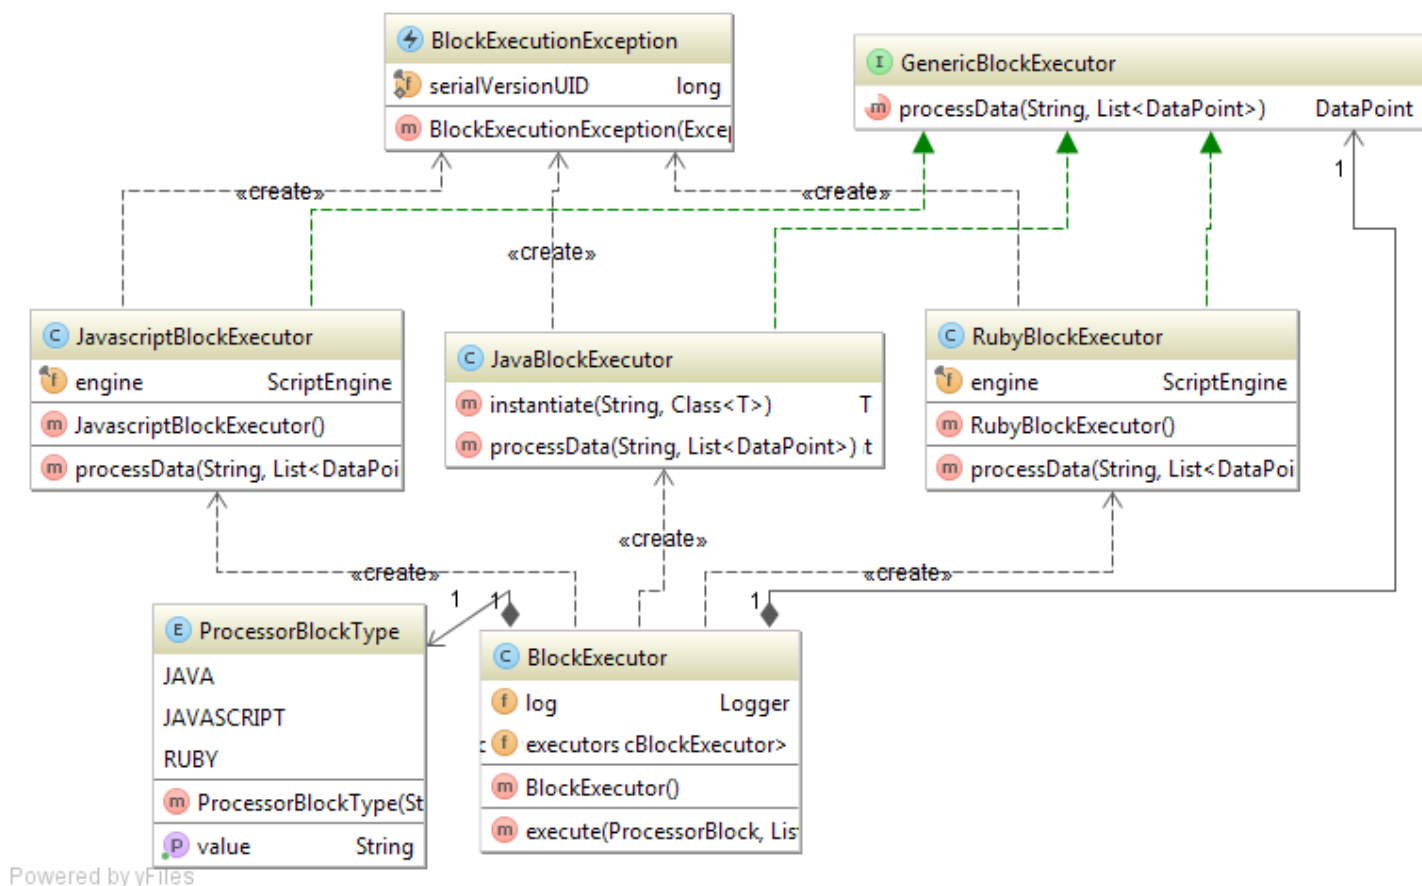 BlockExecutionException
serialVersionUID long
BlockExecutionException(Excep
I GenericBlockExecutor
m processData(String, List<DataPoint>) DataPoint
1
«create»
«create»
«create»
C JavascriptBlockExecutor
f engine ScriptEngine
m JavascriptBlockExecutor()
m processData(String, List<DataPoi
C JavaBlockExecutor
m instantiate(String, Class<T>) T
m processData(String, List<DataPoint>) t
C RubyBlockExecutor
f engine ScriptEngine
m RubyBlockExecutor()
m processData(String, List<DataPoi
«create»
«create»
«create»
1
1
1
E ProcessorBlockType
JAVA
JAVASCRIPT
RUBY
m ProcessorBlockType(St
P value String
C BlockExecutor
f log Logger
f executors cBlockExecutor>
m BlockExecutor()
m execute(ProcessorBlock, Lis
Powered by yFiles